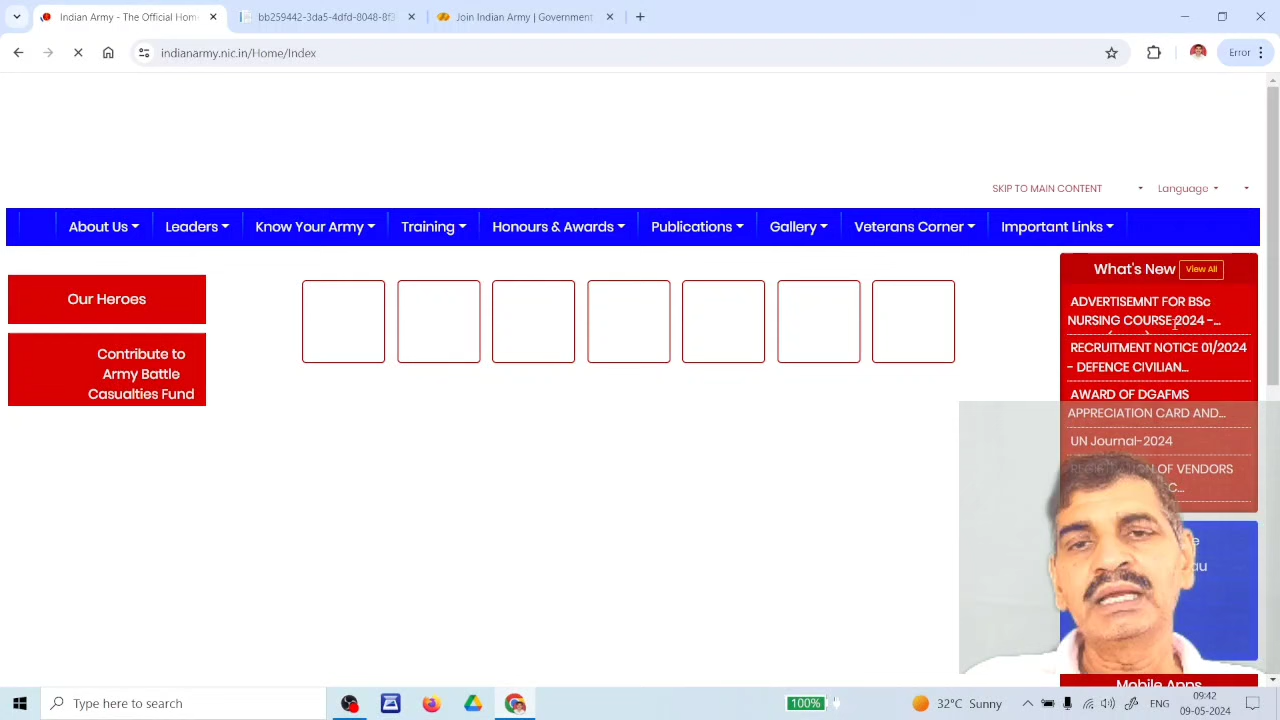 Indian Army - The Official Home
bb259442-2da5-4dfd-8048-8f
Join Indian Army | Government
indianarmy.nic.in/Home/Index
Error
SKIP TO MAIN CONTENT
Language
About Us
Leaders
Know Your Army
Training
Honours & Awards
Publications
Gallery
Veterans Corner
Important Links
Our Heroes
Contribute to
Army Battle
Casualties Fund
What's New
View All
ADVERTISEMNT FOR BSc
NURSING COURSE 2024 -...
RECRUITMENT NOTICE 01/2024
- DEFENCE CIVILIAN...
AWARD OF DGAFMS
APPRECIATION CARD AND...
UN Journal-2024
OF VENDORS
Mobile Apps
Type here to search
100%
32°C Sunny
ENG
09:42
09-05-2024